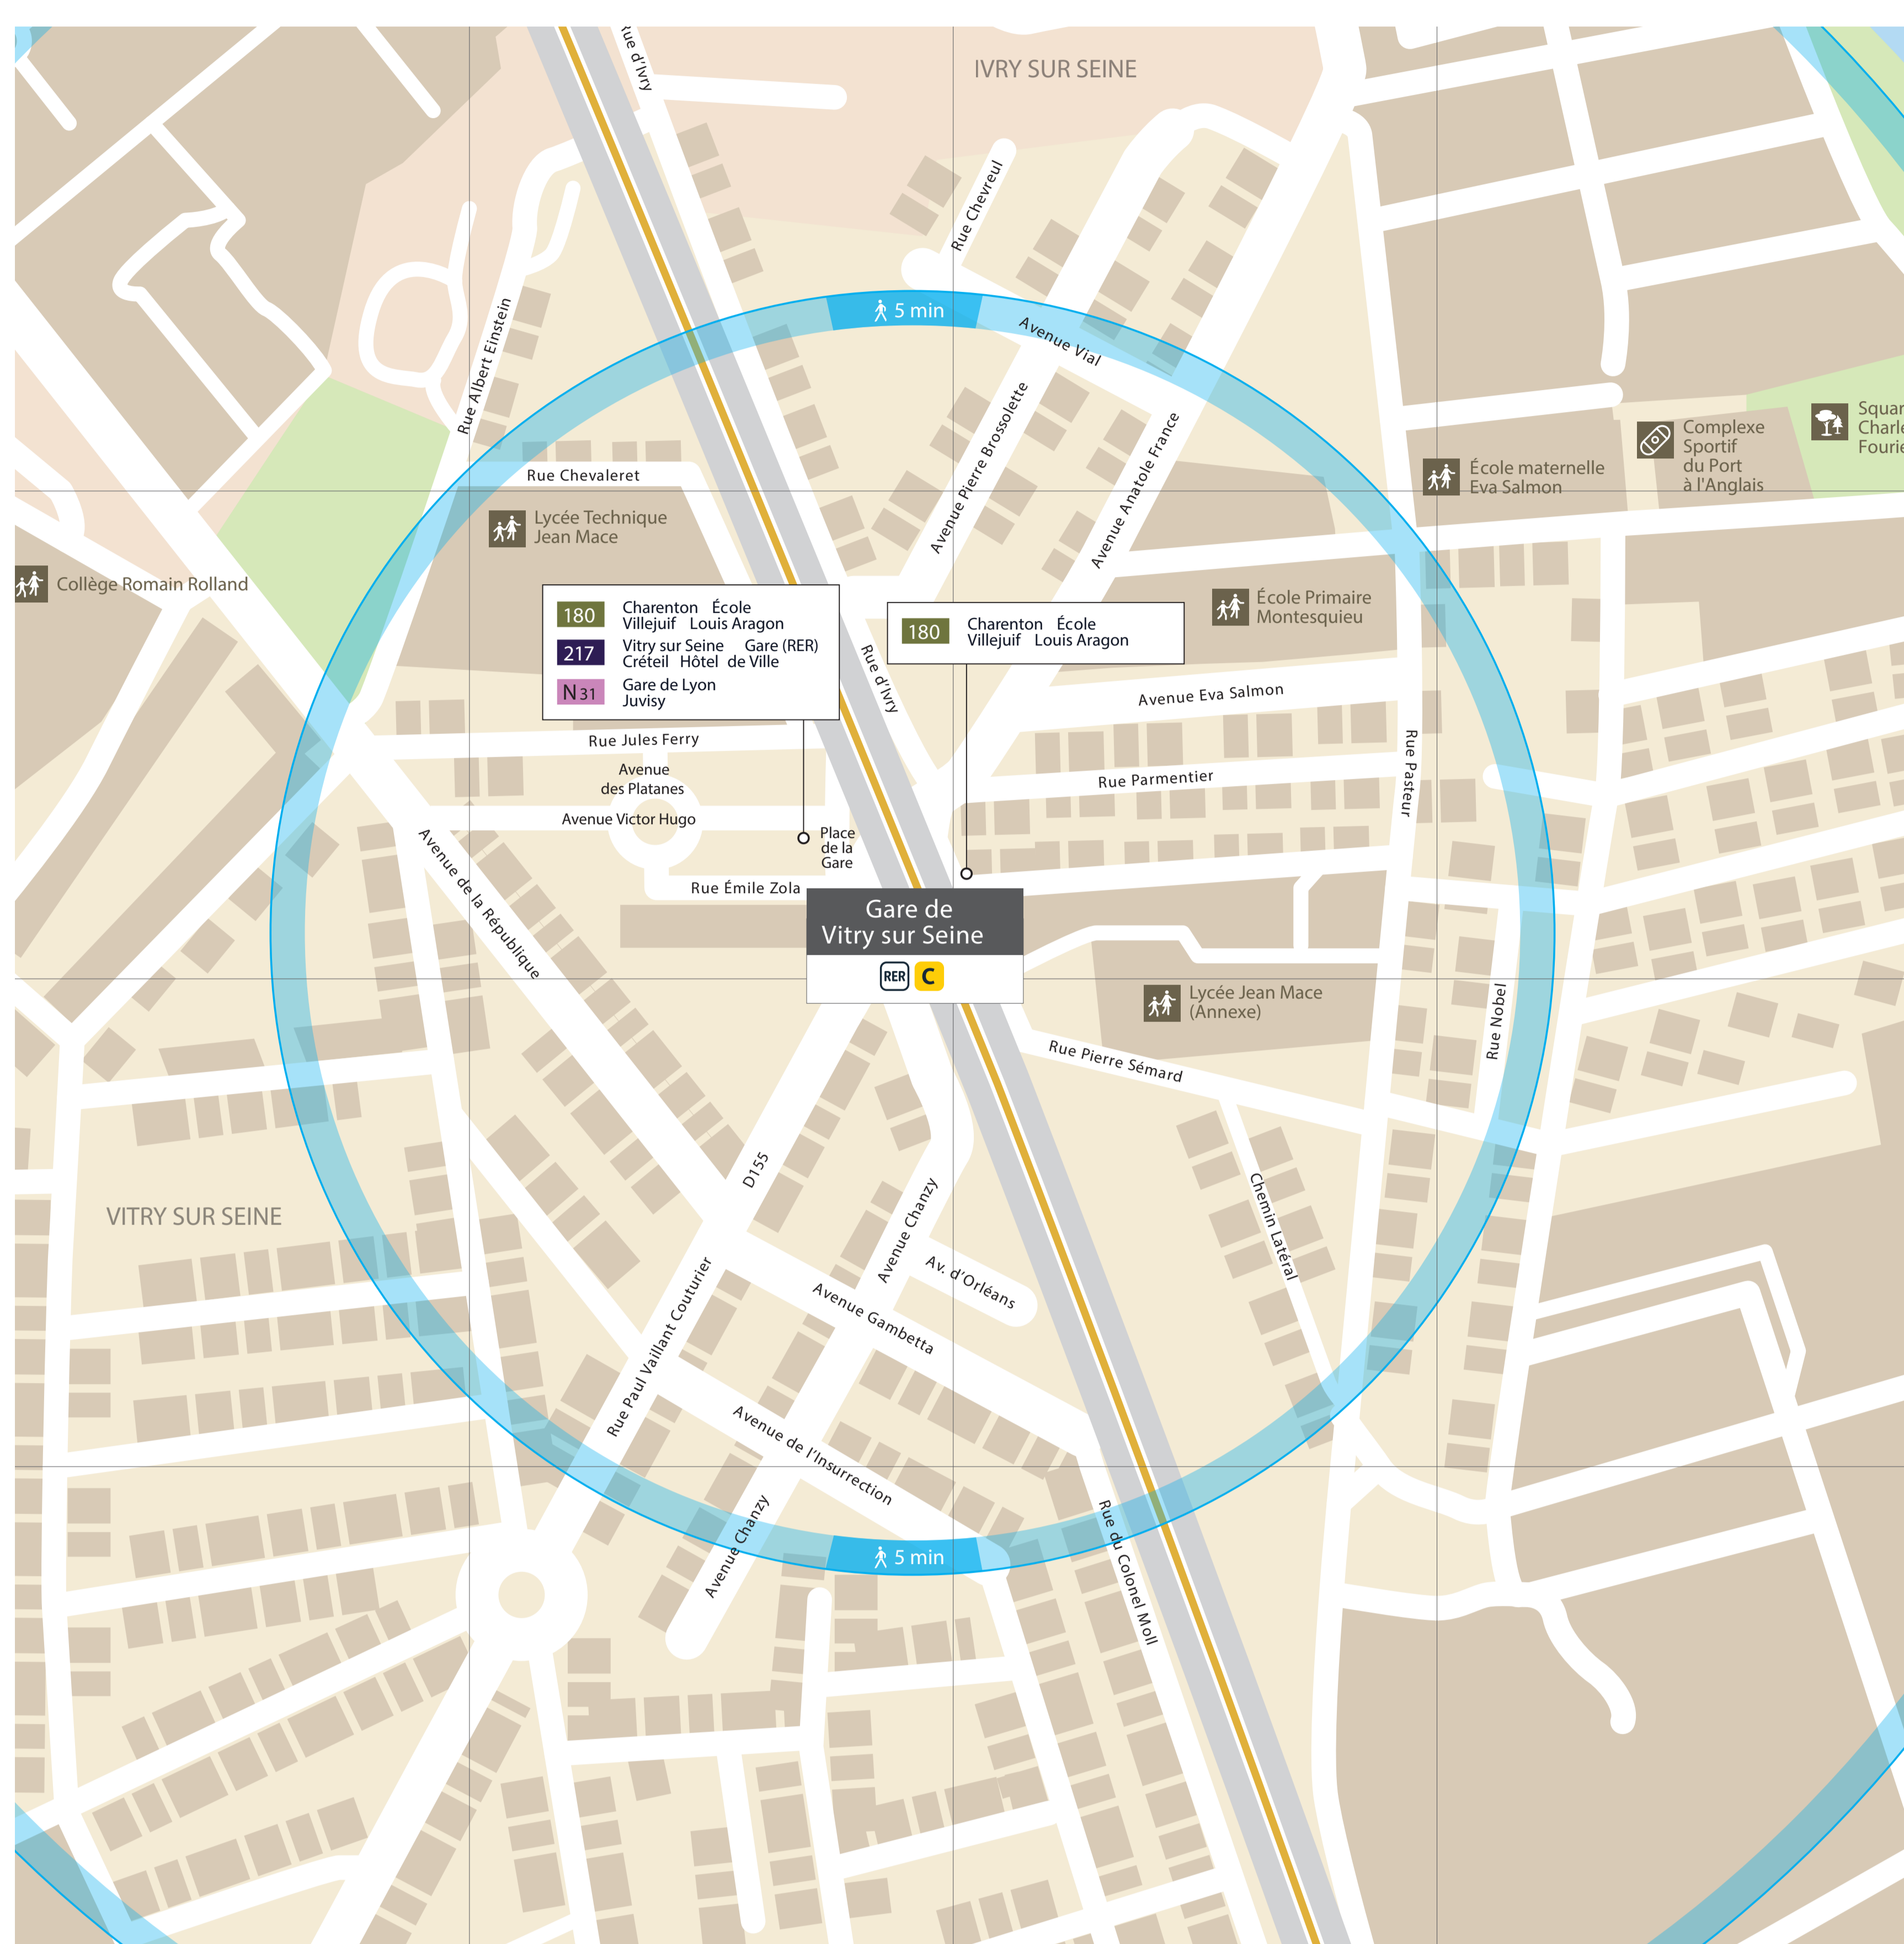 Rue d'Ivry
IVRY SUR SEINE
Rue Chevreul
5 min
Avenue Vial
Rue Albert Einstein
Avenue Pierre Brossolette
Avenue Anatole France
Rue Chevaleret
Lycée Technique
Jean Mace
École maternelle
Eva Salmon
Complexe
Sportif
du Port
à l'Anglais
Squar
Charle
Fourie
Collège Romain Rolland
180
Charenton École
Villejuif Louis Aragon
217
Vitry sur Seine Gare (RER)
Créteil Hôtel de Ville
N 31
Gare de Lyon
Juvisy
180
Charenton École
Villejuif Louis Aragon
École Primaire
Montesquieu
Rue d'Ivry
Avenue Eva Salmon
Rue Jules Ferry
Avenue
des Platanes
Avenue Victor Hugo
Place
de la
Gare
Rue Parmentier
Rue Pasteur
Avenue de la République
Rue Émile Zola
Gare de
Vitry sur Seine
RER C
Lycée Jean Mace
(Annexe)
Rue Nobel
Rue Pierre Sémard
D155
VITRY SUR SEINE
Avenue Chanzy
Av. d'Orléans
Chemin Latéral
Rue Paul Vaillant Couturier
Avenue Gambetta
Avenue de l'Insurrection
Avenue Chanzy
Rue du Colonel Moll
5 min